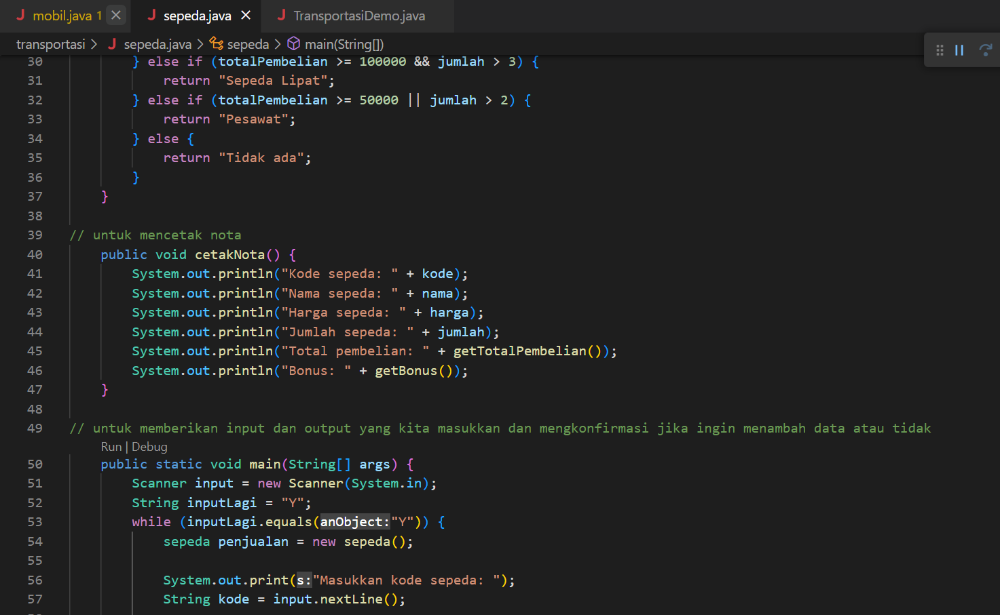 mobil.java 1
sepeda.java
TransportasiDemo.java
transportasi > sepeda.java > sepeda > main(String[])
30 } else if (totalPembelian >= 100000 && jumlah > 3) {
31 return "Sepeda Lipat";
32 } else if (totalPembelian >= 50000 || jumlah > 2) {
33 return "Pesawat";
34 } else {
35 return "Tidak ada";
36 }
37 }
38
39 // untuk mencetak nota
40 public void cetakNota() {
41 System.out.println("Kode sepeda: " + kode);
42 System.out.println("Nama sepeda: " + nama);
43 System.out.println("Harga sepeda: " + harga);
44 System.out.println("Jumlah sepeda: " + jumlah);
45 System.out.println("Total pembelian: " + getTotalPembelian());
46 System.out.println("Bonus: " + getBonus());
47 }
48
49 // untuk memberikan input dan output yang kita masukkan dan mengkonfirmasi jika ingin menambah data atau tidak
Run | Debug
50 public static void main(String[] args) {
51 Scanner input = new Scanner(System.in);
52 String inputLagi = "Y";
53 while (inputLagi.equals(anObject:"Y")) {
54 sepeda penjualan = new sepeda();
55
56 System.out.print(s:"Masukkan kode sepeda: ");
57 String kode = input.nextLine();